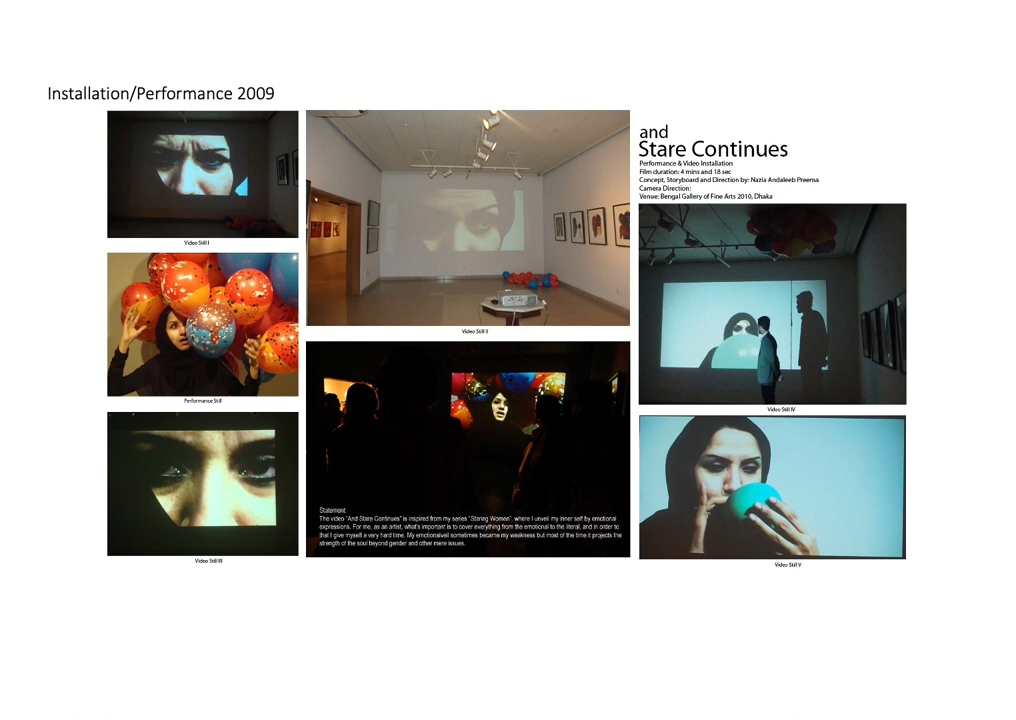 Installation/Performance 2009
Video Still I
Performance Still
Video Still III
Video Still II
Statement:
The video "And Stare Continues" is inspired from my series "Staring Women", where I unveil my inner self by emotional
expressions. For me, as an artist, what's important is to cover everything from the emotional to the literal, and in order to
that I give myself a very hard time. My emotionalveil sometimes became my weakness but most of the time it projects the
strength of the soul beyond gender and other mere issues.
and
Stare Continues
Performance & Video Installation
Film duration: 4 mins and 18 sec
Concept, Storyboard and Direction by: Nazia Andaleeb Preema
Camera Direction:
Venue: Bengal Gallery of Fine Arts 2010, Dhaka
Video Still IV
Video Still V